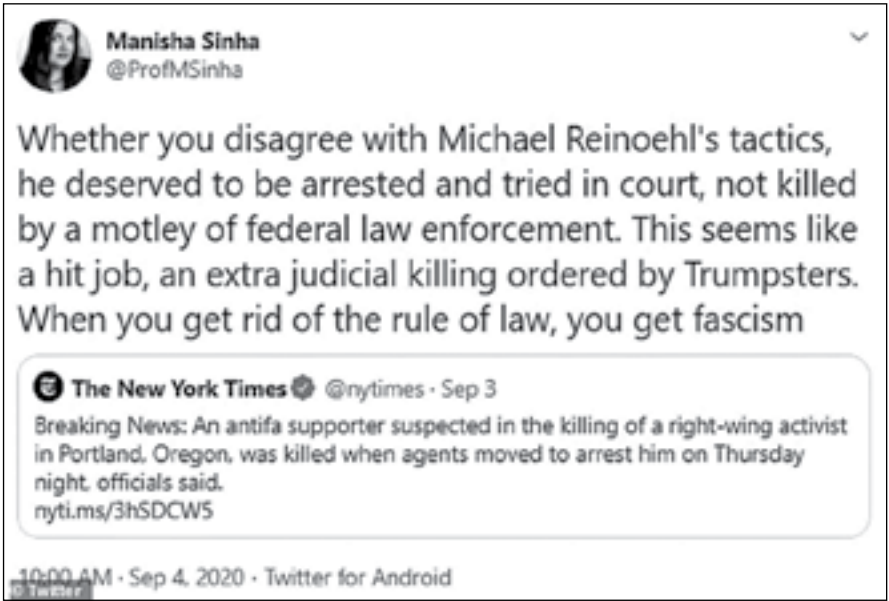 Manisha Sinha
@ProfMSinha
Whether you disagree with Michael Reinoehl's tactics,
he deserved to be arrested and tried in court, not killed
by a motley of federal law enforcement. This seems like
a hit job, an extra judicial killing ordered by Trumpsters.
When you get rid of the rule of law, you get fascism
The New York Times @nytimes · Sep 3
Breaking News: An antifa supporter suspected in the killing of a right-wing activist
in Portland, Oregon, was killed when agents moved to arrest him on Thursday
night, officials said.
nyti.ms/3hSDCW5
10:00 AM · Sep 4, 2020 · Twitter for Android
© Twitter